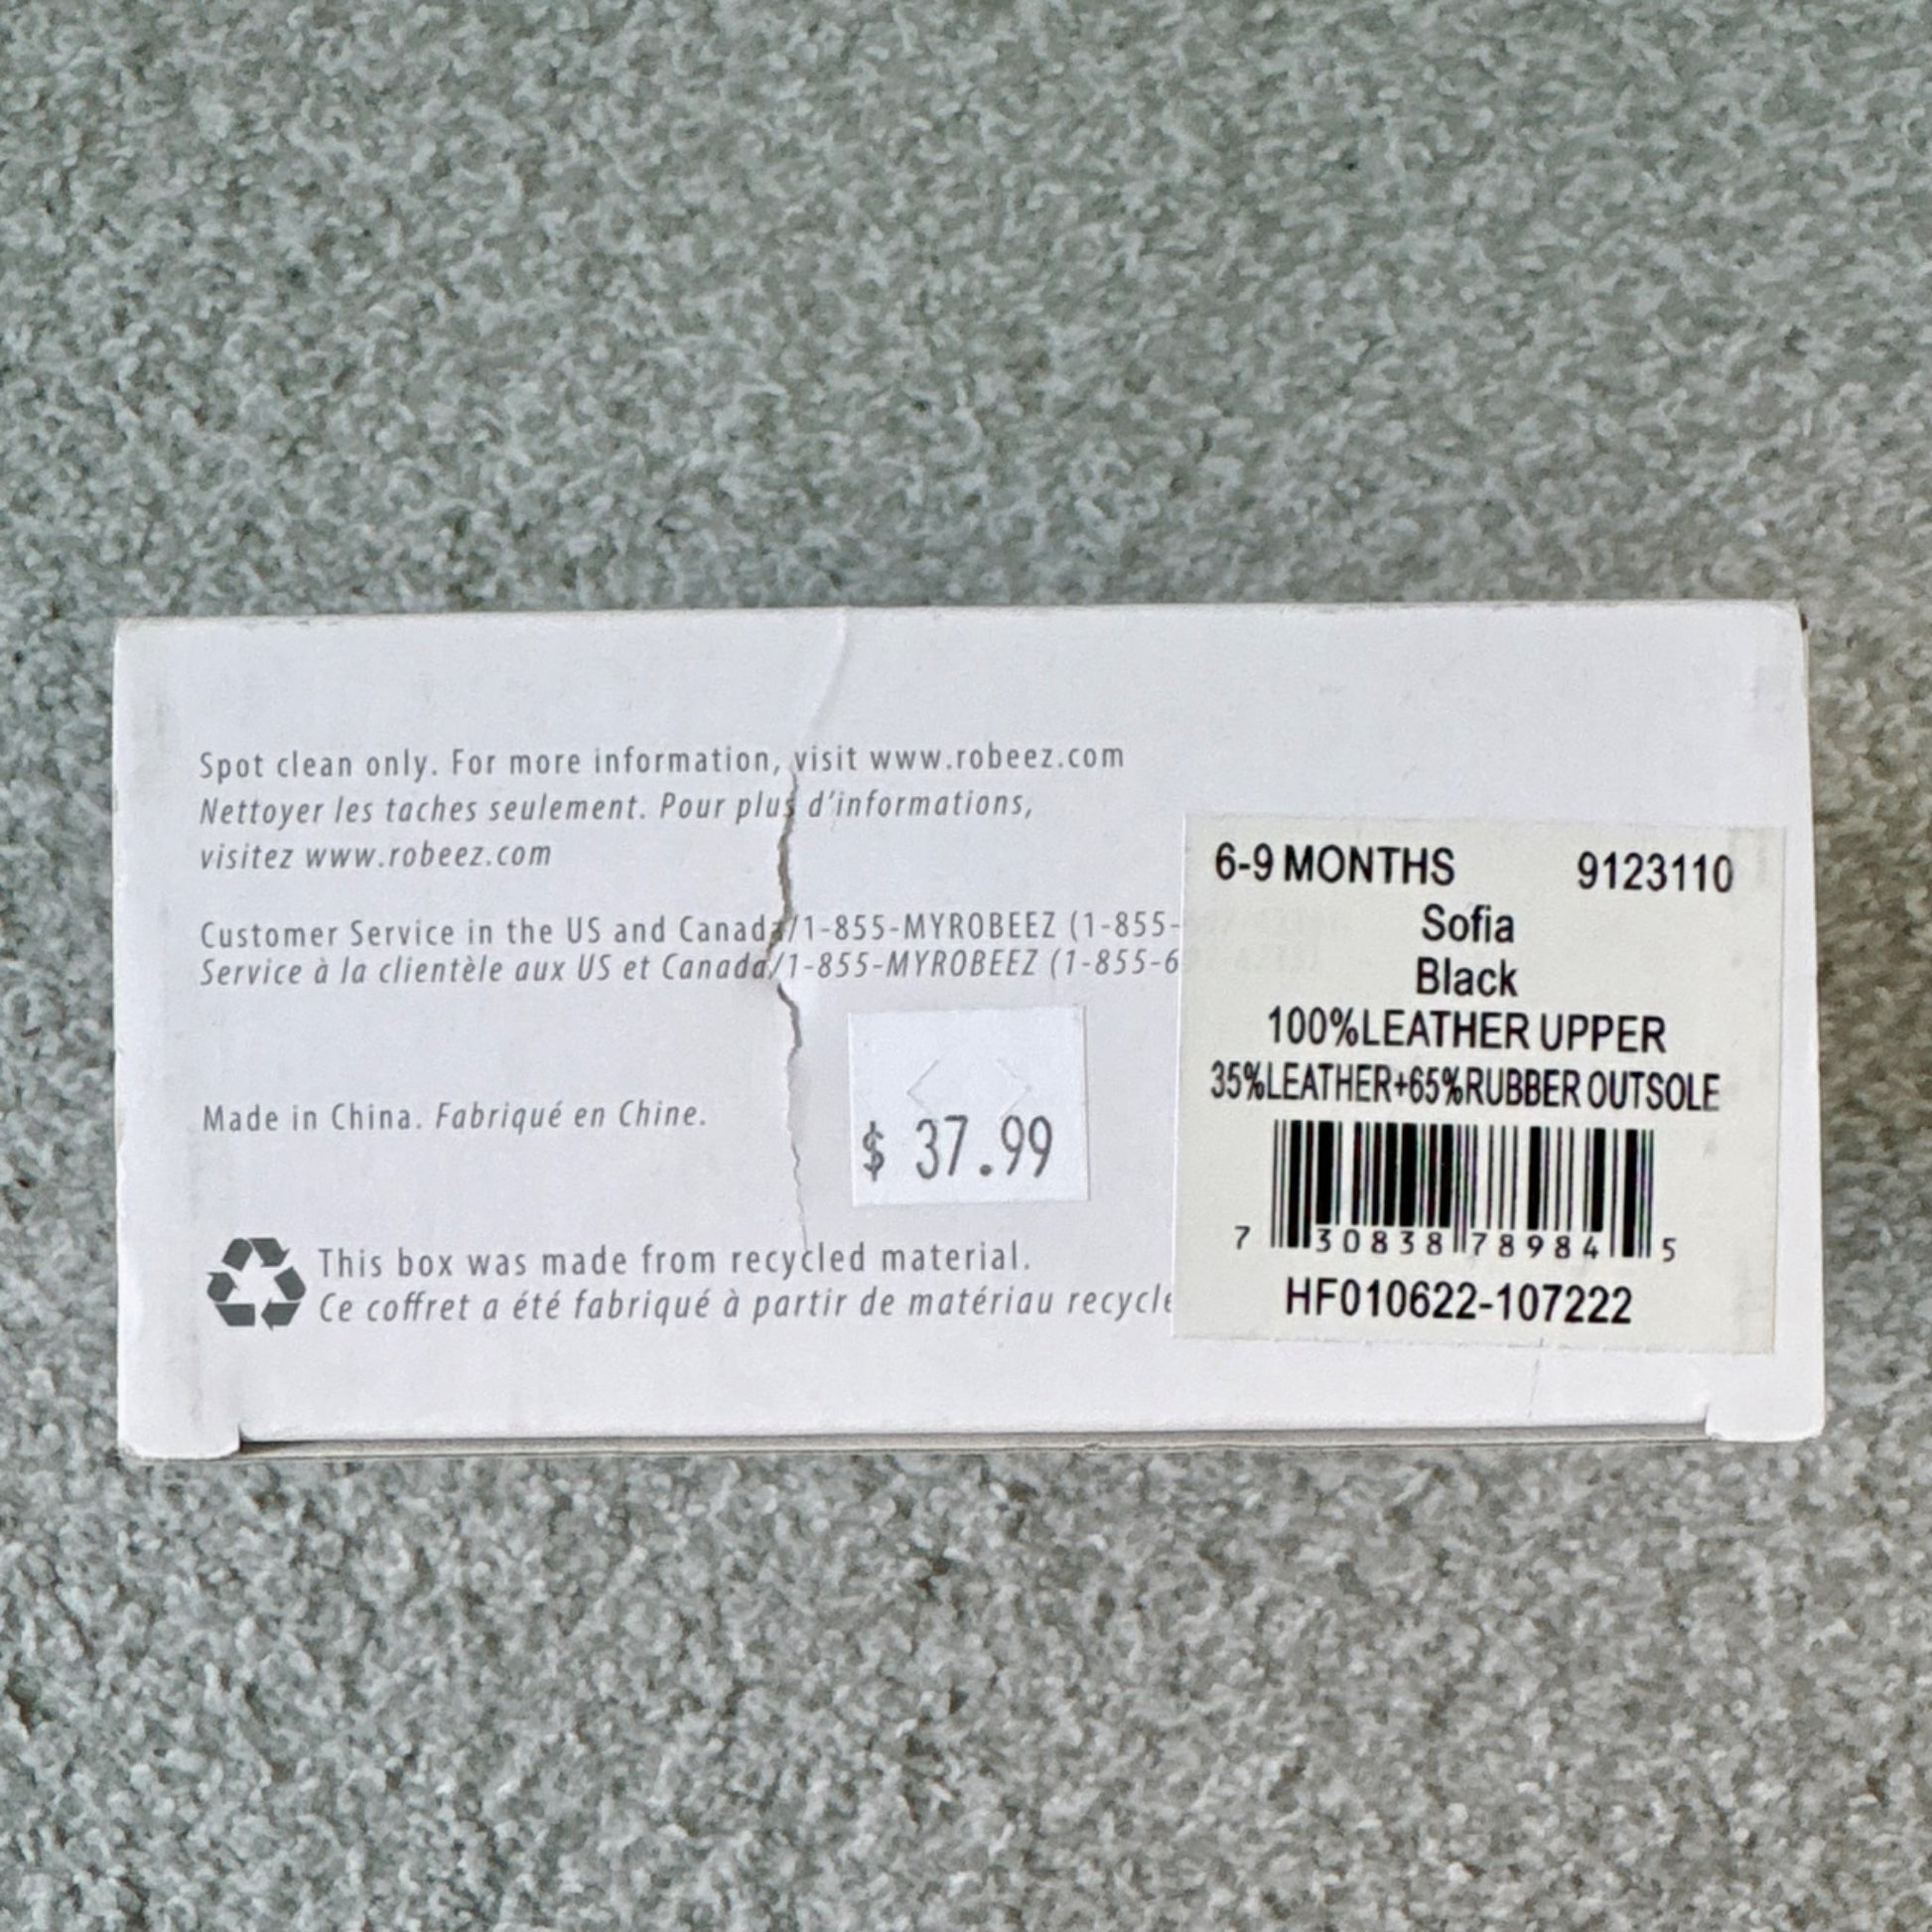 Spot clean only. For more information, visit www.robeez.com
Nettoyer les taches seulement. Pour plus d'informations,
visitez www.robeez.com
Customer Service in the US and Canada/1-855-MYROBEEZ (1-855-
Service à la clientèle aux US et Canada/1-855-MYROBEEZ (1-855-6
Made in China. Fabriqué en Chine.
$ 37.99
This box was made from recycled material.
Ce coffret a été fabriqué à partir de matériau recycle
6-9 MONTHS 9123110
Sofia
Black
100%LEATHER UPPER
35%LEATHER+65%RUBBER OUTSOLE
7 30838 78984 5
HF010622-107222